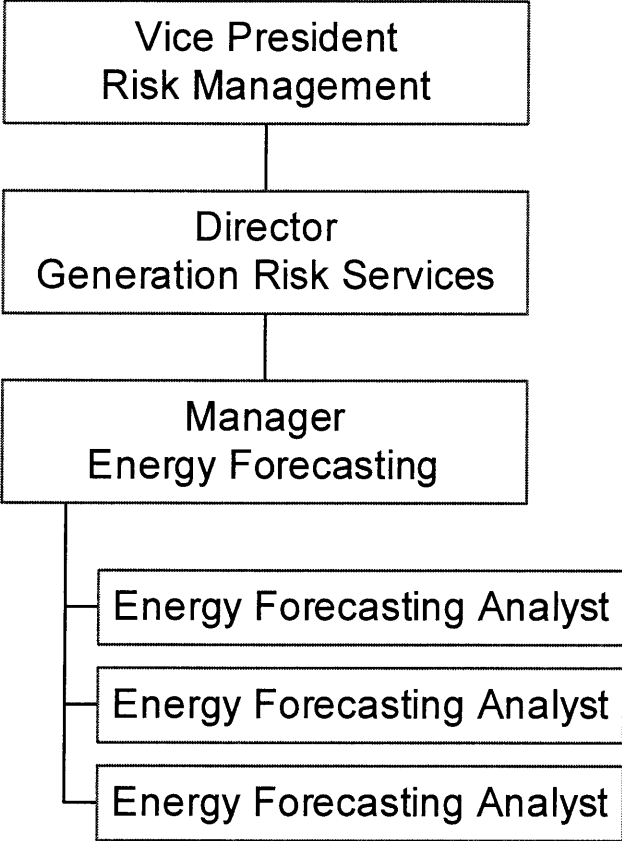 Vice President
Risk Management
Director
Generation Risk Services
Manager
Energy Forecasting
Energy Forecasting Analyst
Energy Forecasting Analyst
Energy Forecasting Analyst